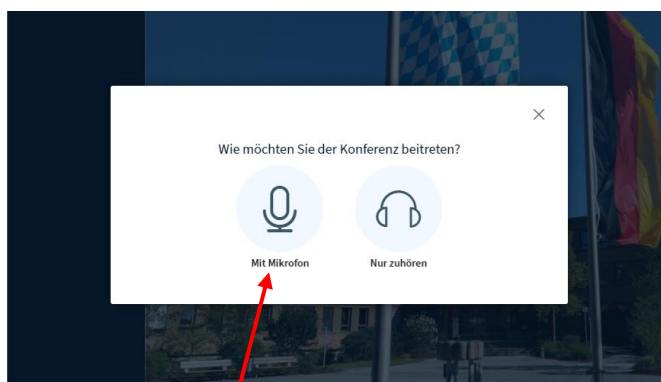 Wie möchten Sie der Konferenz beitreten?
Mit Mikrofon
Nur zuhören